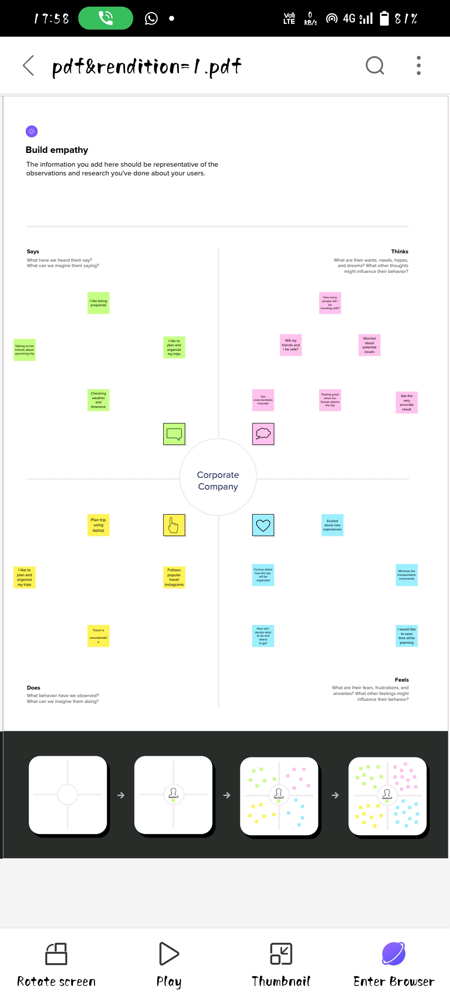 17:58
Vo)) LTE
0 KB/s
4G
81%
pdf&rendition=1.pdf
Build empathy
The information you add here should be representative of the
observations and research you've done about your users.
Says
What have we heard them say?
What can we magine them saying?
Thinks
What are their wants, needs, hopes,
and dreams? What other thoughts
might influence their behavior?
I like being
prepaired
Talking to her
friends about
upcoming trip
I like to
plan and
organize
my trips
Checking
weather
and
timezone
How many
people will i
be
traveling with?
Will my
friends and
i be safe?
Worried
about
potential
issues
Not
understandable
language
Feeling great
when her
friends admire
the trip
Get the
very
accurate
result
Corporate
Company
Plan trip
using
laptop
I like to
plan and
organize
my trips
Follows
popular
travel
instagrams
Travel is
unsustainabl
e
Excited
about new
experiences
Curious about
how the trip
will be
organized
Minimize the
transportation
movements
How will I
decide what
to do and
where
to go?
I would like
to save
time while
planning
Does
What behavior have we observed?
What can we imagine them doing?
Feels
What are their fears, frustrations, and
anxieties? What other feelings might
influence their behavior?
Rotate screen
Play
Thumbnail
Enter Browser